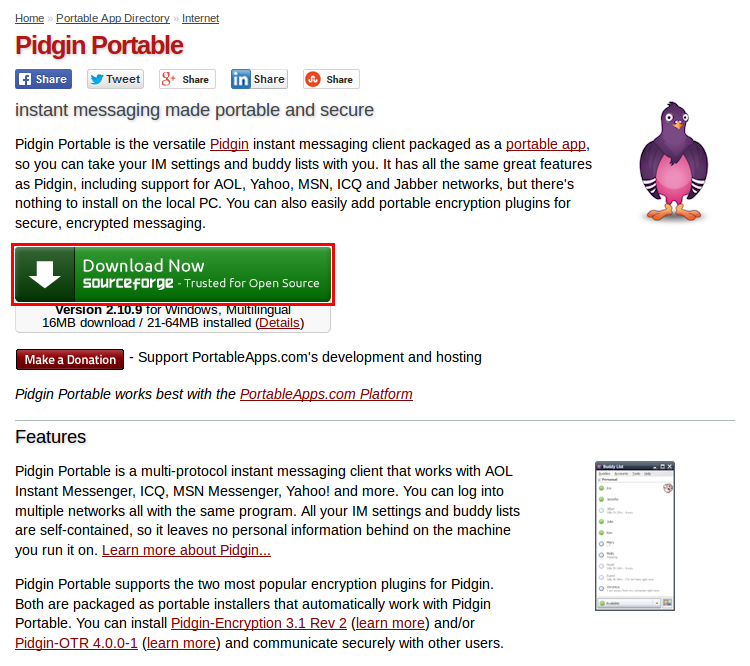 Home » Portable App Directory » Internet
Pidgin Portable
Share Tweet Share Share Share
instant messaging made portable and secure
Pidgin Portable is the versatile Pidgin instant messaging client packaged as a portable app,
so you can take your IM settings and buddy lists with you. It has all the same great features
as Pidgin, including support for AOL, Yahoo, MSN, ICQ and Jabber networks, but there's
nothing to install on the local PC. You can also easily add portable encryption plugins for
secure, encrypted messaging.
Download Now
sourceforge - Trusted for Open Source
Version 2.10.9 for Windows, Multilingual
16MB download / 21-64MB installed (Details)
Make a Donation - Support PortableApps.com's development and hosting
Pidgin Portable works best with the PortableApps.com Platform
Features
Pidgin Portable is a multi-protocol instant messaging client that works with AOL
Instant Messenger, ICQ, MSN Messenger, Yahoo! and more. You can log into
multiple networks all with the same program. All your IM settings and buddy lists
are self-contained, so it leaves no personal information behind on the machine
you run it on. Learn more about Pidgin...
Pidgin Portable supports the two most popular encryption plugins for Pidgin.
Both are packaged as portable installers that automatically work with Pidgin
Portable. You can install Pidgin-Encryption 3.1 Rev 2 (learn more) and/or
Pidgin-OTR 4.0.0-1 (learn more) and communicate securely with other users.
Buddy List
Buddies Accounts Tools Help
Personal
Available